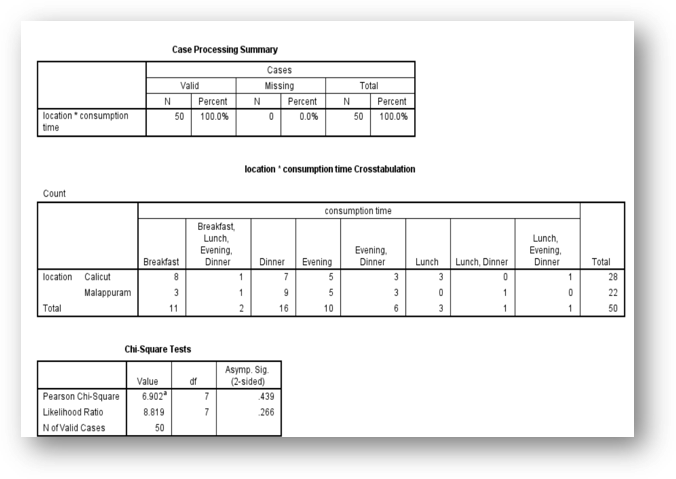 Case Processing Summary
Cases
Valid Missing Total
N Percent N Percent N Percent
location * consumption time 50 100.0% 0 0.0% 50 100.0%
location * consumption time Crosstabulation
Count
consumption time
Breakfast Breakfast, Lunch, Evening, Dinner Dinner Evening Evening, Dinner Lunch Lunch, Dinner Lunch, Evening, Dinner Total
location Calicut 8 1 7 5 3 3 0 1 28
Malappuram 3 1 9 5 3 0 1 0 22
Total 11 2 16 10 6 3 1 1 50
Chi-Square Tests
Value df Asymp. Sig. (2-sided)
Pearson Chi-Square 6.902a 7 .439
Likelihood Ratio 8.819 7 .266
N of Valid Cases 50